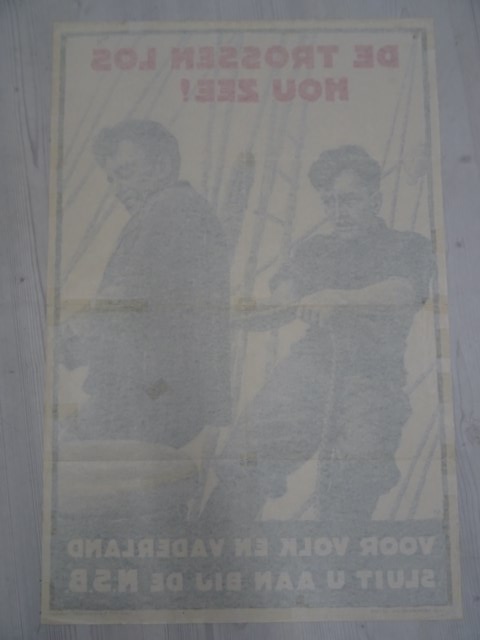 DE TROSSEN LOS
HOU ZEE!
VOOR VOLK EN VADERLAND
SLUIT U AAN BIJ DE N.S.B.